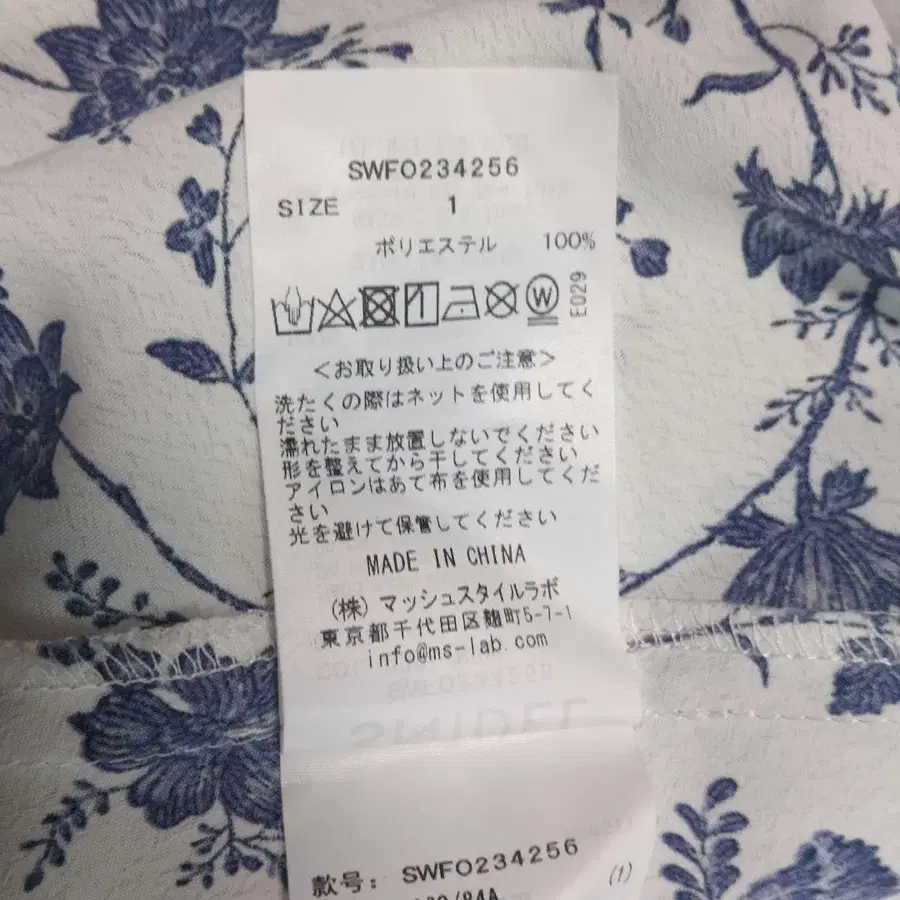 SWFO234256
SIZE 1
ポリエステル 100%
W
E029
<お取り扱い上のご注意>
洗たくの際はネットを使用してく
ださい
濡れたまま放置しないでください
形を整えてから干してください
アイロンはあて布を使用してくだ
さい
光を避けて保管してください
MADE IN CHINA
(株) マッシュスタイルラボ
東京都千代田区麹町5-7-1
info@ms-lab.com
SWFO234256
SNIDEL
款号: SWFO234256 (1)
/84A